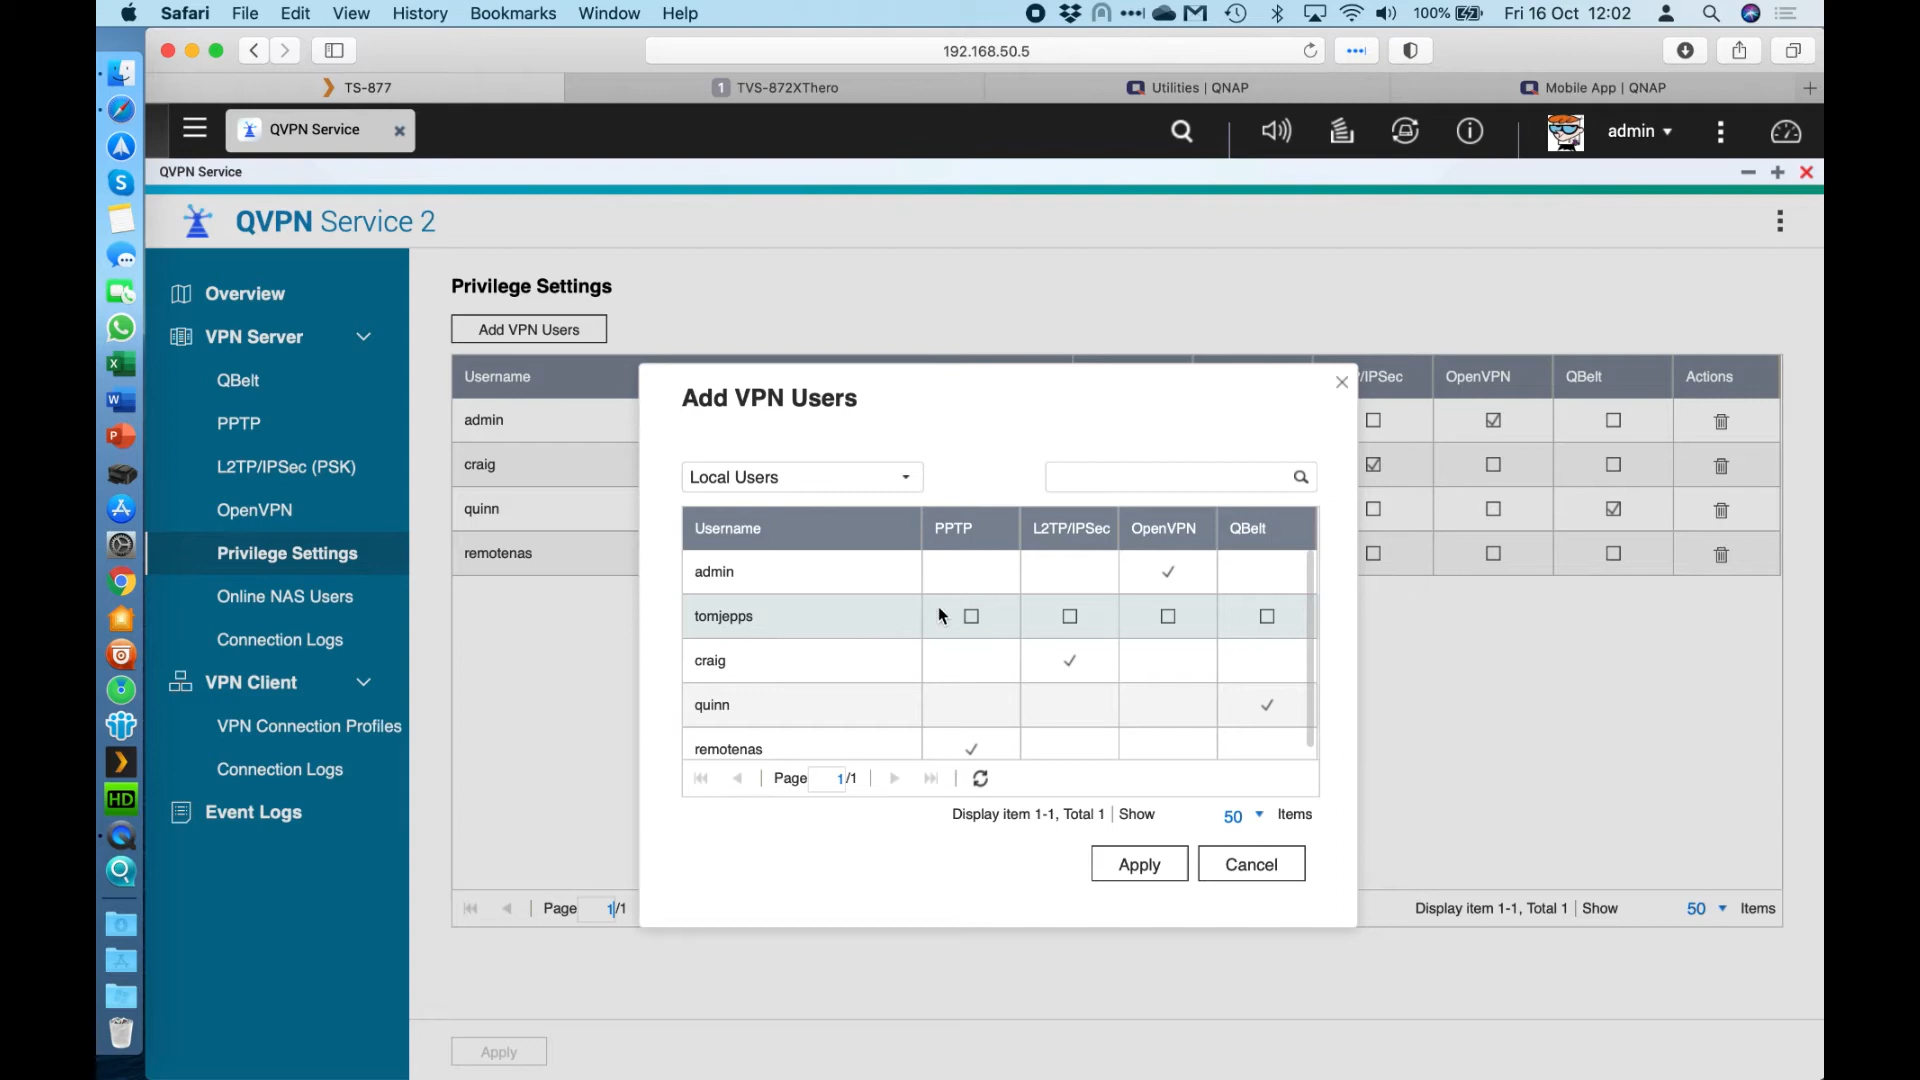 Safari File Edit View History Bookmarks Window Help 100% Fri 16 Oct 12:02
192.168.50.5
TS-877 1 TVS-872XThero Utilities | QNAP Mobile App | QNAP
QVPN Service admin
QVPN Service
QVPN Service 2
Overview
VPN Server
QBelt
PPTP
L2TP/IPSec (PSK)
OpenVPN
Privilege Settings
Online NAS Users
Connection Logs
VPN Client
VPN Connection Profiles
Connection Logs
Event Logs
Privilege Settings
Add VPN Users
Username /IPSec OpenVPN QBelt Actions
admin
craig
quinn
remotenas
Page 1/1 Display item 1-1, Total 1 Show 50 Items
Apply
Add VPN Users
Local Users
Username PPTP L2TP/IPSec OpenVPN QBelt
admin
tomjepps
craig
quinn
remotenas
Page 1/1
Display item 1-1, Total 1 Show 50 Items
Apply Cancel
S
X
W
P
HD